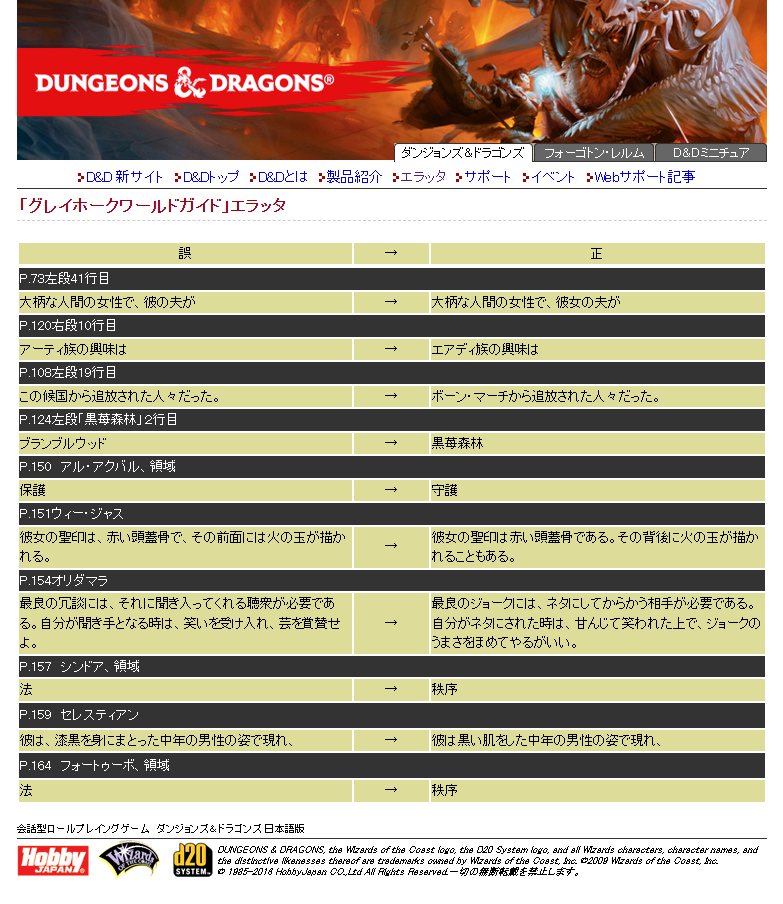 DUNGEONS & DRAGONS®
ダンジョンズ&ドラゴンズ フォーゴトン・レルム D&Dミニチュア
D&D 新サイト D&Dトップ D&Dとは 製品紹介 エラッタ サポート イベント Webサポート記事
「グレイホークワールドガイド」エラッタ
誤 → 正
P.73左段41行目
大柄な人間の女性で、彼の夫が → 大柄な人間の女性で、彼女の夫が
P.120右段10行目
アーティ族の興味は → エアディ族の興味は
P.108左段19行目
この候国から追放された人々だった。 → ボーン・マーチから追放された人々だった。
P.124左段「黒苺森林」2行目
ブランブルウッド → 黒苺森林
P.150 アル・アクバル、領域
保護 → 守護
P.151ウィー・ジャス
彼女の聖印は、赤い頭蓋骨で、その前面には火の玉が描か
れる。
→
彼女の聖印は赤い頭蓋骨である。その背後に火の玉が描か
れることもある。
P.154オリダマラ
最良の冗談には、それに聞き入ってくれる聴衆が必要であ
る。自分が聞き手となる時は、笑いを受け入れ、芸を賞賛せ
よ。
→
最良のジョークには、ネタにしてからかう相手が必要である。
自分がネタにされた時は、甘んじて笑われた上で、ジョークの
うまさをほめてやるがいい。
P.157 シンドア、領域
法 → 秩序
P.159 セレスティアン
彼は、漆黒を身にまとった中年の男性の姿で現れ、 → 彼は黒い肌をした中年の男性の姿で現れ、
P.164 フォートゥーボ、領域
法 → 秩序
会話型ロールプレイングゲーム ダンジョンズ&ドラゴンズ 日本語版
Hobby
JAPAN®
Wizards
OF THE COAST
d20
SYSTEM
DUNGEONS & DRAGONS, the Wizards of the Coast logo, the D20 System logo, and all Wizards characters, character names, and
the distinctive likenesses thereof are trademarks owned by Wizards of the Coast, Inc. ©2009 Wizards of the Coast, Inc.
© 1985-2016 HobbyJapan CO.,Ltd All Rights Reserved.一切の無断転載を禁止します。